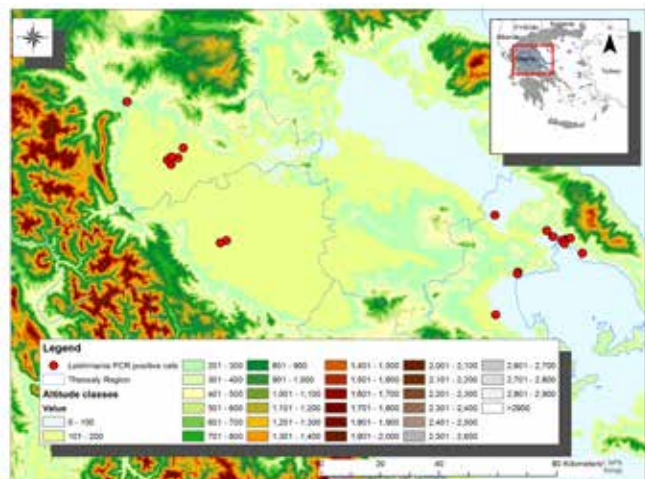 Legend
Leishmania PCR positive cats
Thessaly Region
Altitude classes
Value
0 - 100
101 - 200
201 - 300
301 - 400
401 - 500
501 - 600
601 - 700
701 - 800
801 - 900
901 - 1,000
1,001 - 1,100
1,101 - 1,200
1,201 - 1,300
1,301 - 1,400
1,401 - 1,500
1,501 - 1,600
1,601 - 1,700
1,701 - 1,800
1,801 - 1,900
1,901 - 2,000
2,001 - 2,100
2,101 - 2,200
2,201 - 2,300
2,301 - 2,400
2,401 - 2,500
2,501 - 2,600
2,601 - 2,700
2,701 - 2,800
2,801 - 2,900
>2900
0
20
40
80 Kilometers
Turkey